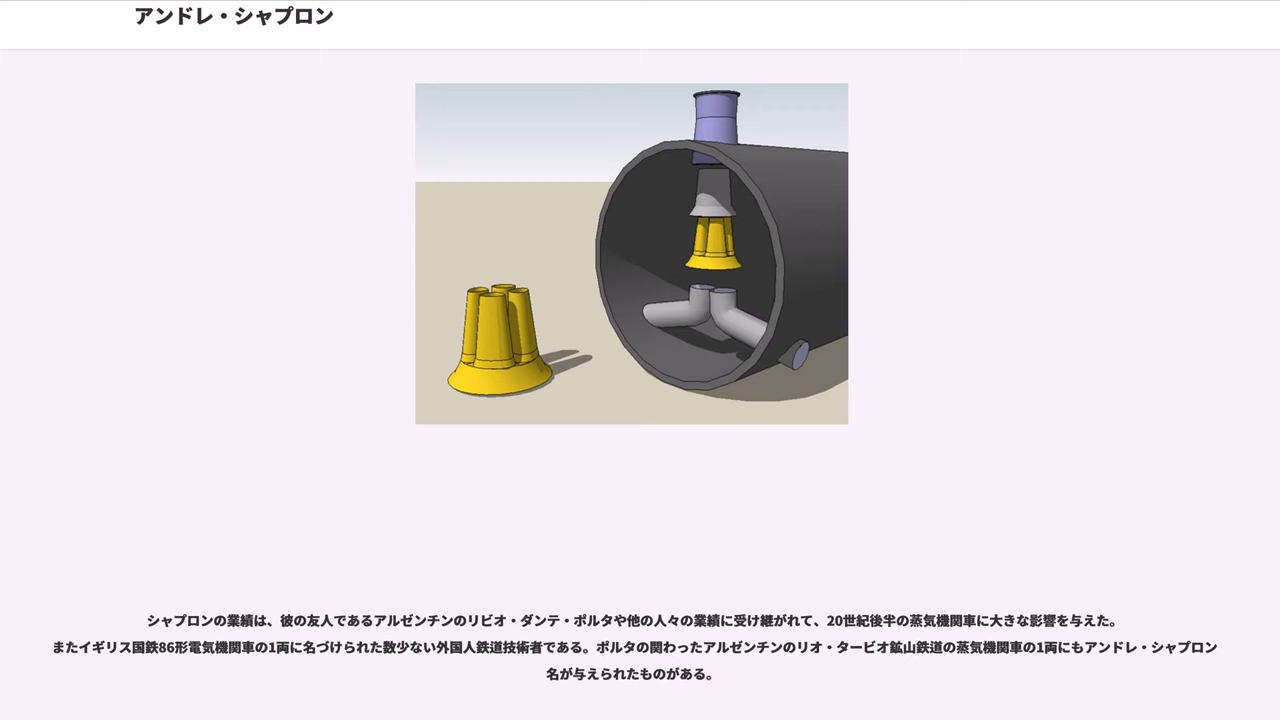 アンドレ・シャプロン
シャプロンの業績は、彼の友人であるアルゼンチンのリビオ・ダンテ・ポルタや他の人々の業績に受け継がれて、20世紀後半の蒸気機関車に大きな影響を与えた。
またイギリス国鉄86形電気機関車の1両に名づけられた数少ない外国人鉄道技術者である。ポルタの関わったアルゼンチンのリオ・タービオ鉱山鉄道の蒸気機関車の1両にもアンドレ・シャプロン
名が与えられたものがある。